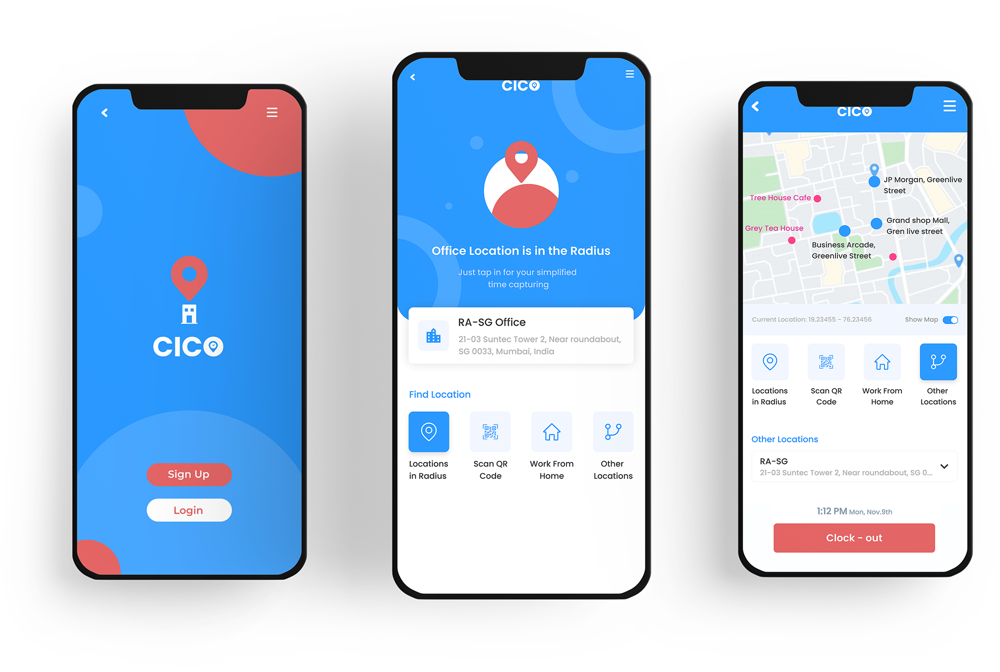 CICO
Sign Up
Login
CICO
Office Location is in the Radius
Just tap in for your simplified
time capturing
RA-SG Office
21-03 Suntec Tower 2, Near roundabout,
SG 0033, Mumbai, India
Find Location
Locations
in Radius
Scan QR
Code
Work From
Home
Other
Locations
CICO
JP Morgan, Greenlive
Street
Tree House Cafe
Grand shop Mall,
Gren live street
Grey Tea House
Business Arcade,
Greenlive Street
Current Location: 19.23455 - 76.23456
Show Map
Locations
in Radius
Scan QR
Code
Work From
Home
Other
Locations
Other Locations
RA-SG
21-03 Suntec Tower 2, Near roundabout, SG 0...
1:12 PM Mon, Nov.9th
Clock - out